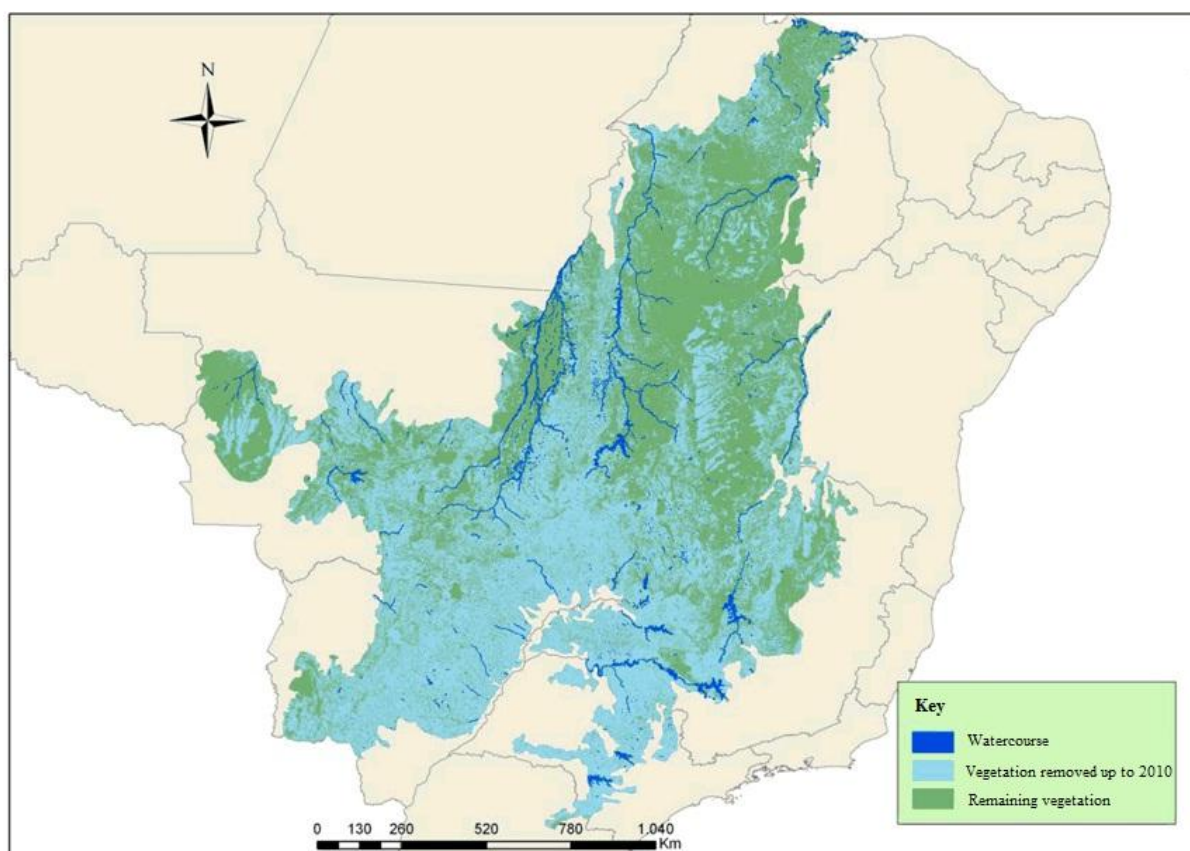 N
Key
Watercourse
Vegetation removed up to 2010
Remaining vegetation
0 130 260 520 780 1.040
Km